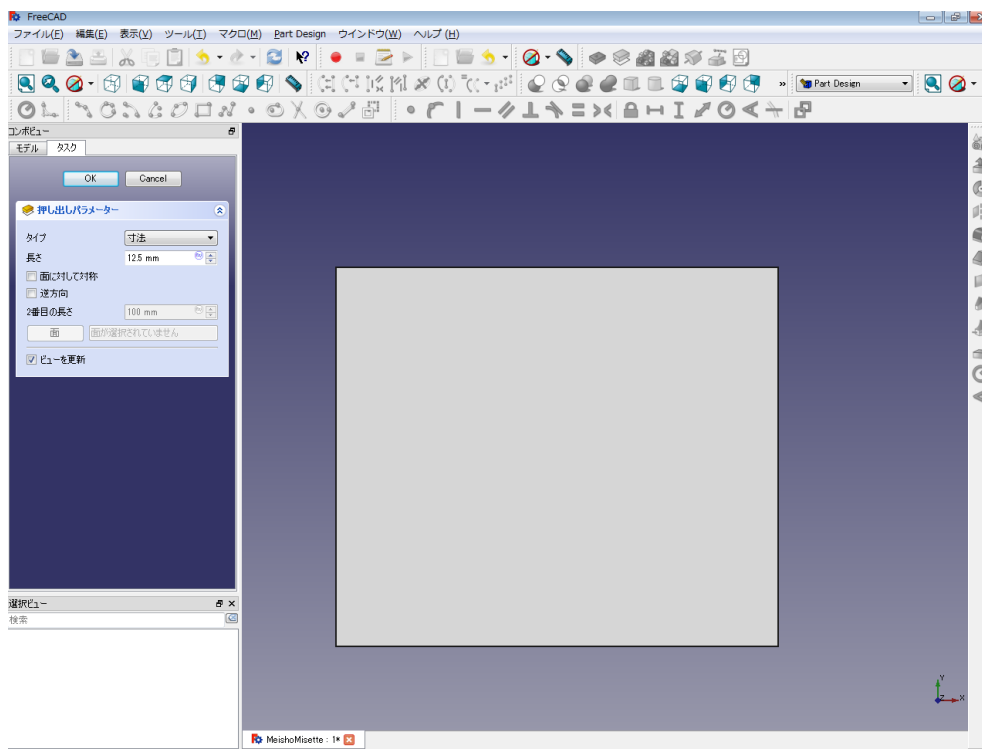 FreeCAD
ファイル(F) 編集(E) 表示(V) ツール(T) マクロ(M) Part Design ウインドウ(W) ヘルプ(H)
Part Design
コンボビュー
モデル タスク
OK Cancel
押し出しパラメーター
タイプ 寸法
長さ 12.5 mm
面に対して対称
逆方向
2番目の長さ 100 mm
面 面が選択されていません
ビューを更新
選択ビュー
検索
Y
Z X
MeishoMisette : 1*